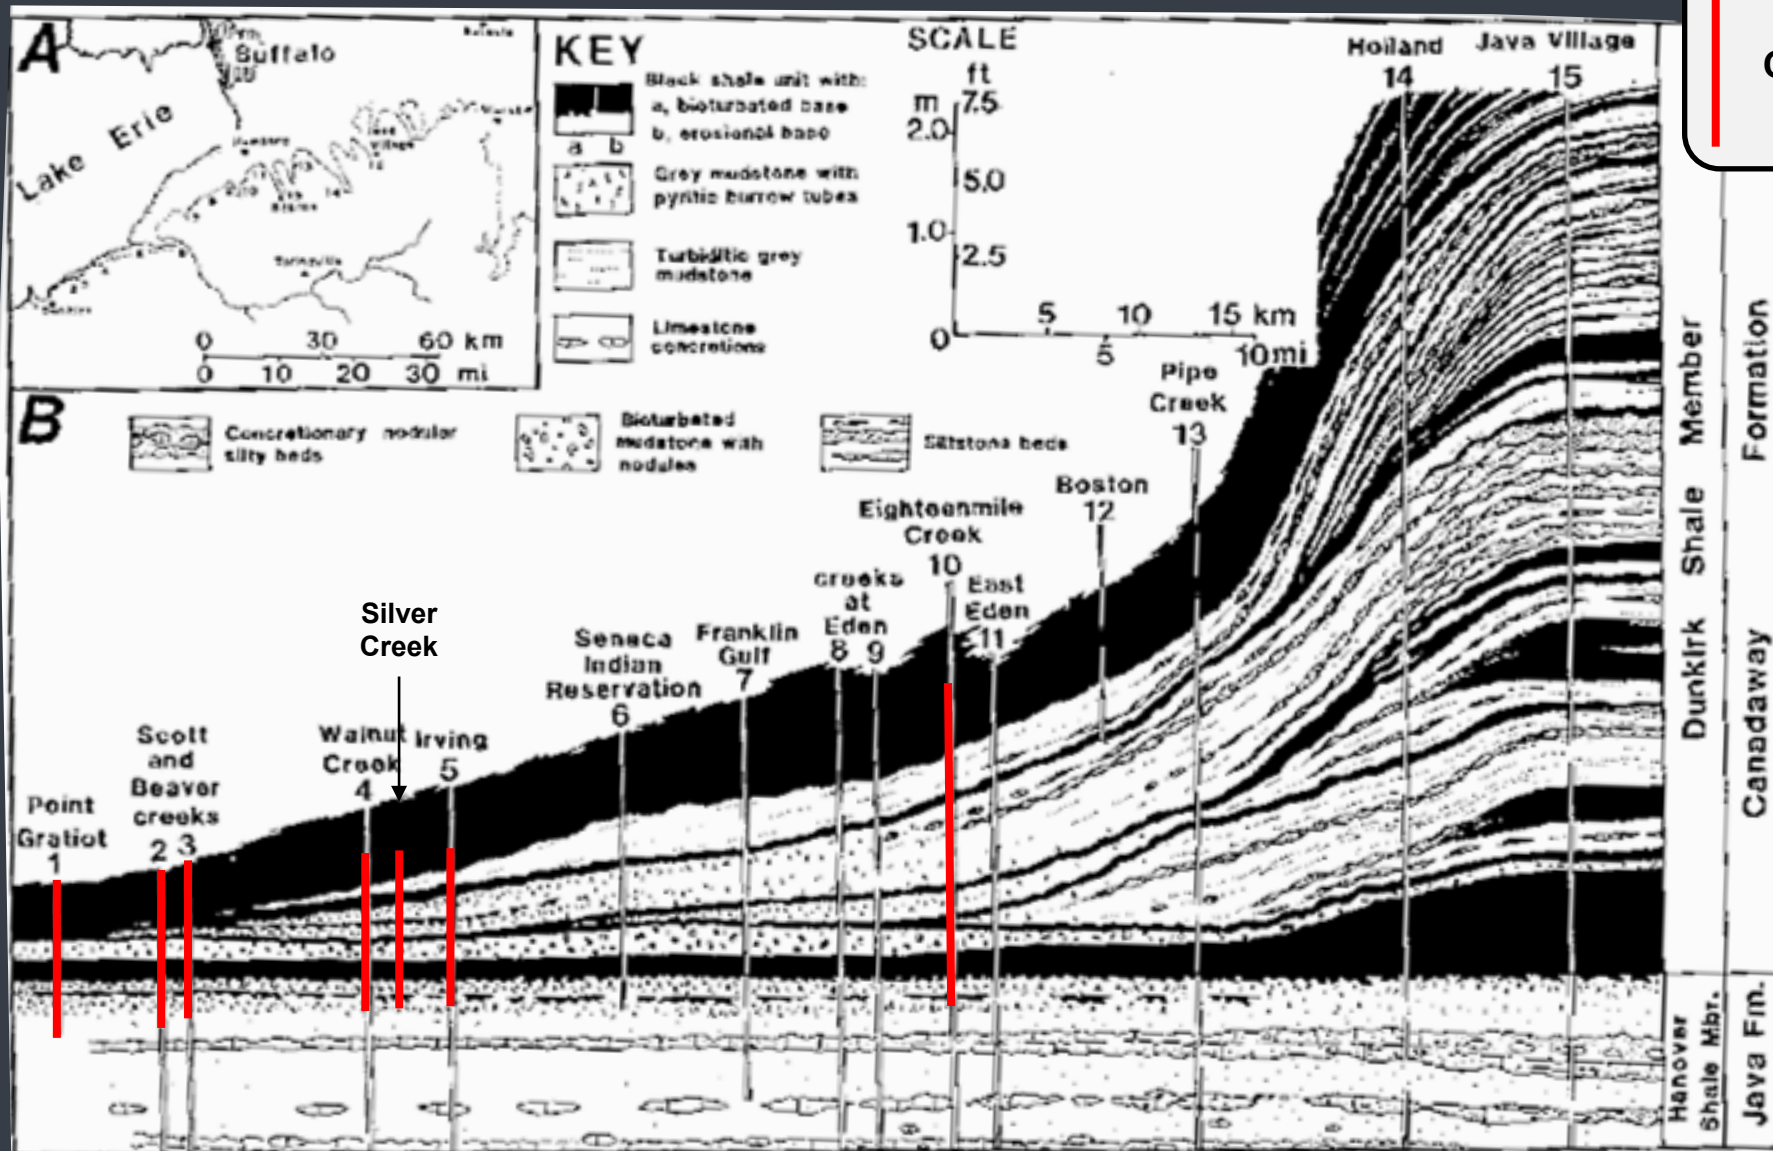 A
Buffalo
Lake Erie
0 30 60 km
0 10 20 30 mi
KEY
Black shale unit with:
a, bioturbated base
b, erosional base
a b
Grey mudstone with
pyritic burrow tubes
Turbiditic grey
mudstone
Limestone
concretions
SCALE
ft
m 7.5
2.0
5.0
1.0
2.5
0
5 10 15 km
5 10 mi
B
Concretionary nodular
silty beds
Bioturbated
mudstone with
nodules
Siltstone beds
Point
Gratiot
1
Scott
and
Beaver
creeks
2 3
Walnut
Creek
4
Silver
Creek
Irving
5
Seneca
Indian
Reservation
6
Franklin
Gulf
7
creeks
at
Eden
8 9
Eighteenmile
Creek
10
East
Eden
11
Boston
12
Pipe
Creek
13
Holland
14
Java Village
15
Dunkirk Shale Member
Canadaway Formation
Hanover
Shale Mbr.
Java Fm.